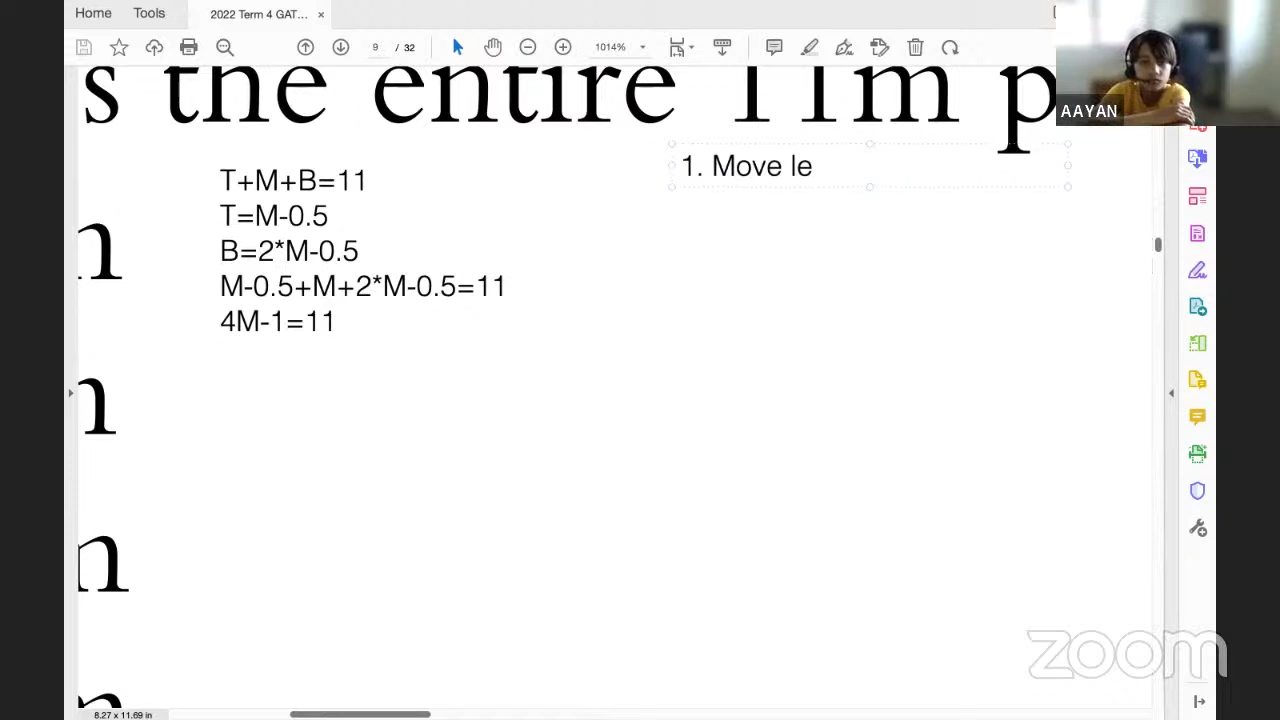 Home Tools 2022 Term 4 GAT... ×
9 / 32 1014%
s the entire 11m p
AAYAN
1. Move le
T+M+B=11
T=M-0.5
B=2*M-0.5
M-0.5+M+2*M-0.5=11
4M-1=11
n
n
n
n
8.27 x 11.69 in
zoom